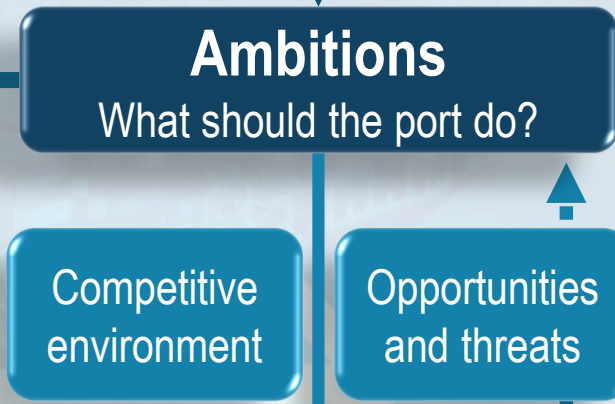 Ambitions
What should the port do?
Competitive
environment
Opportunities
and threats